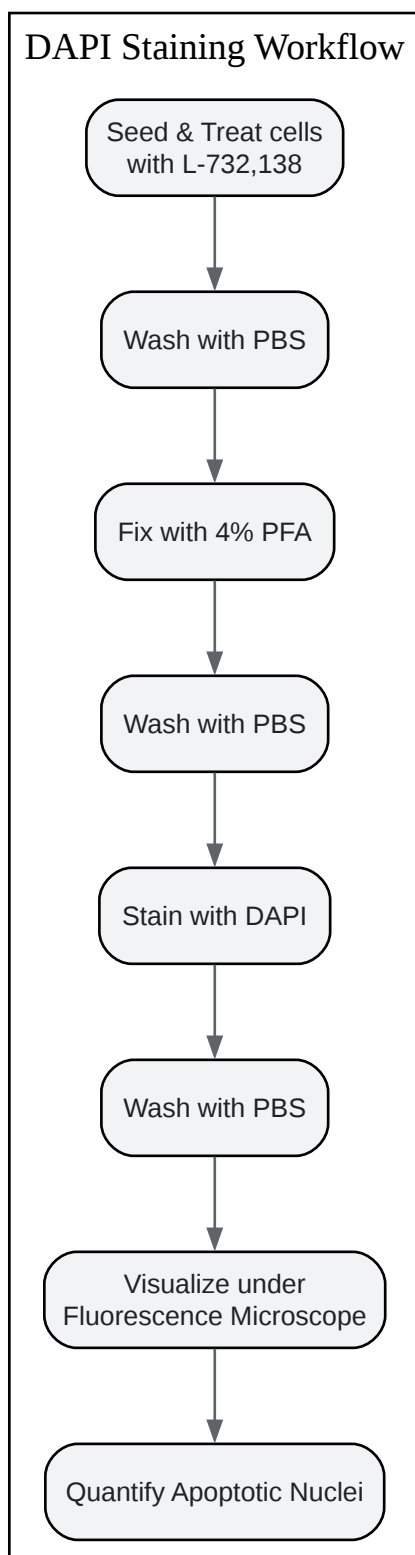 DAPI Staining Workflow
Seed & Treat cells
with L-732,138
Wash with PBS
Fix with 4% PFA
Wash with PBS
Stain with DAPI
Wash with PBS
Visualize under
Fluorescence Microscope
Quantify Apoptotic Nuclei